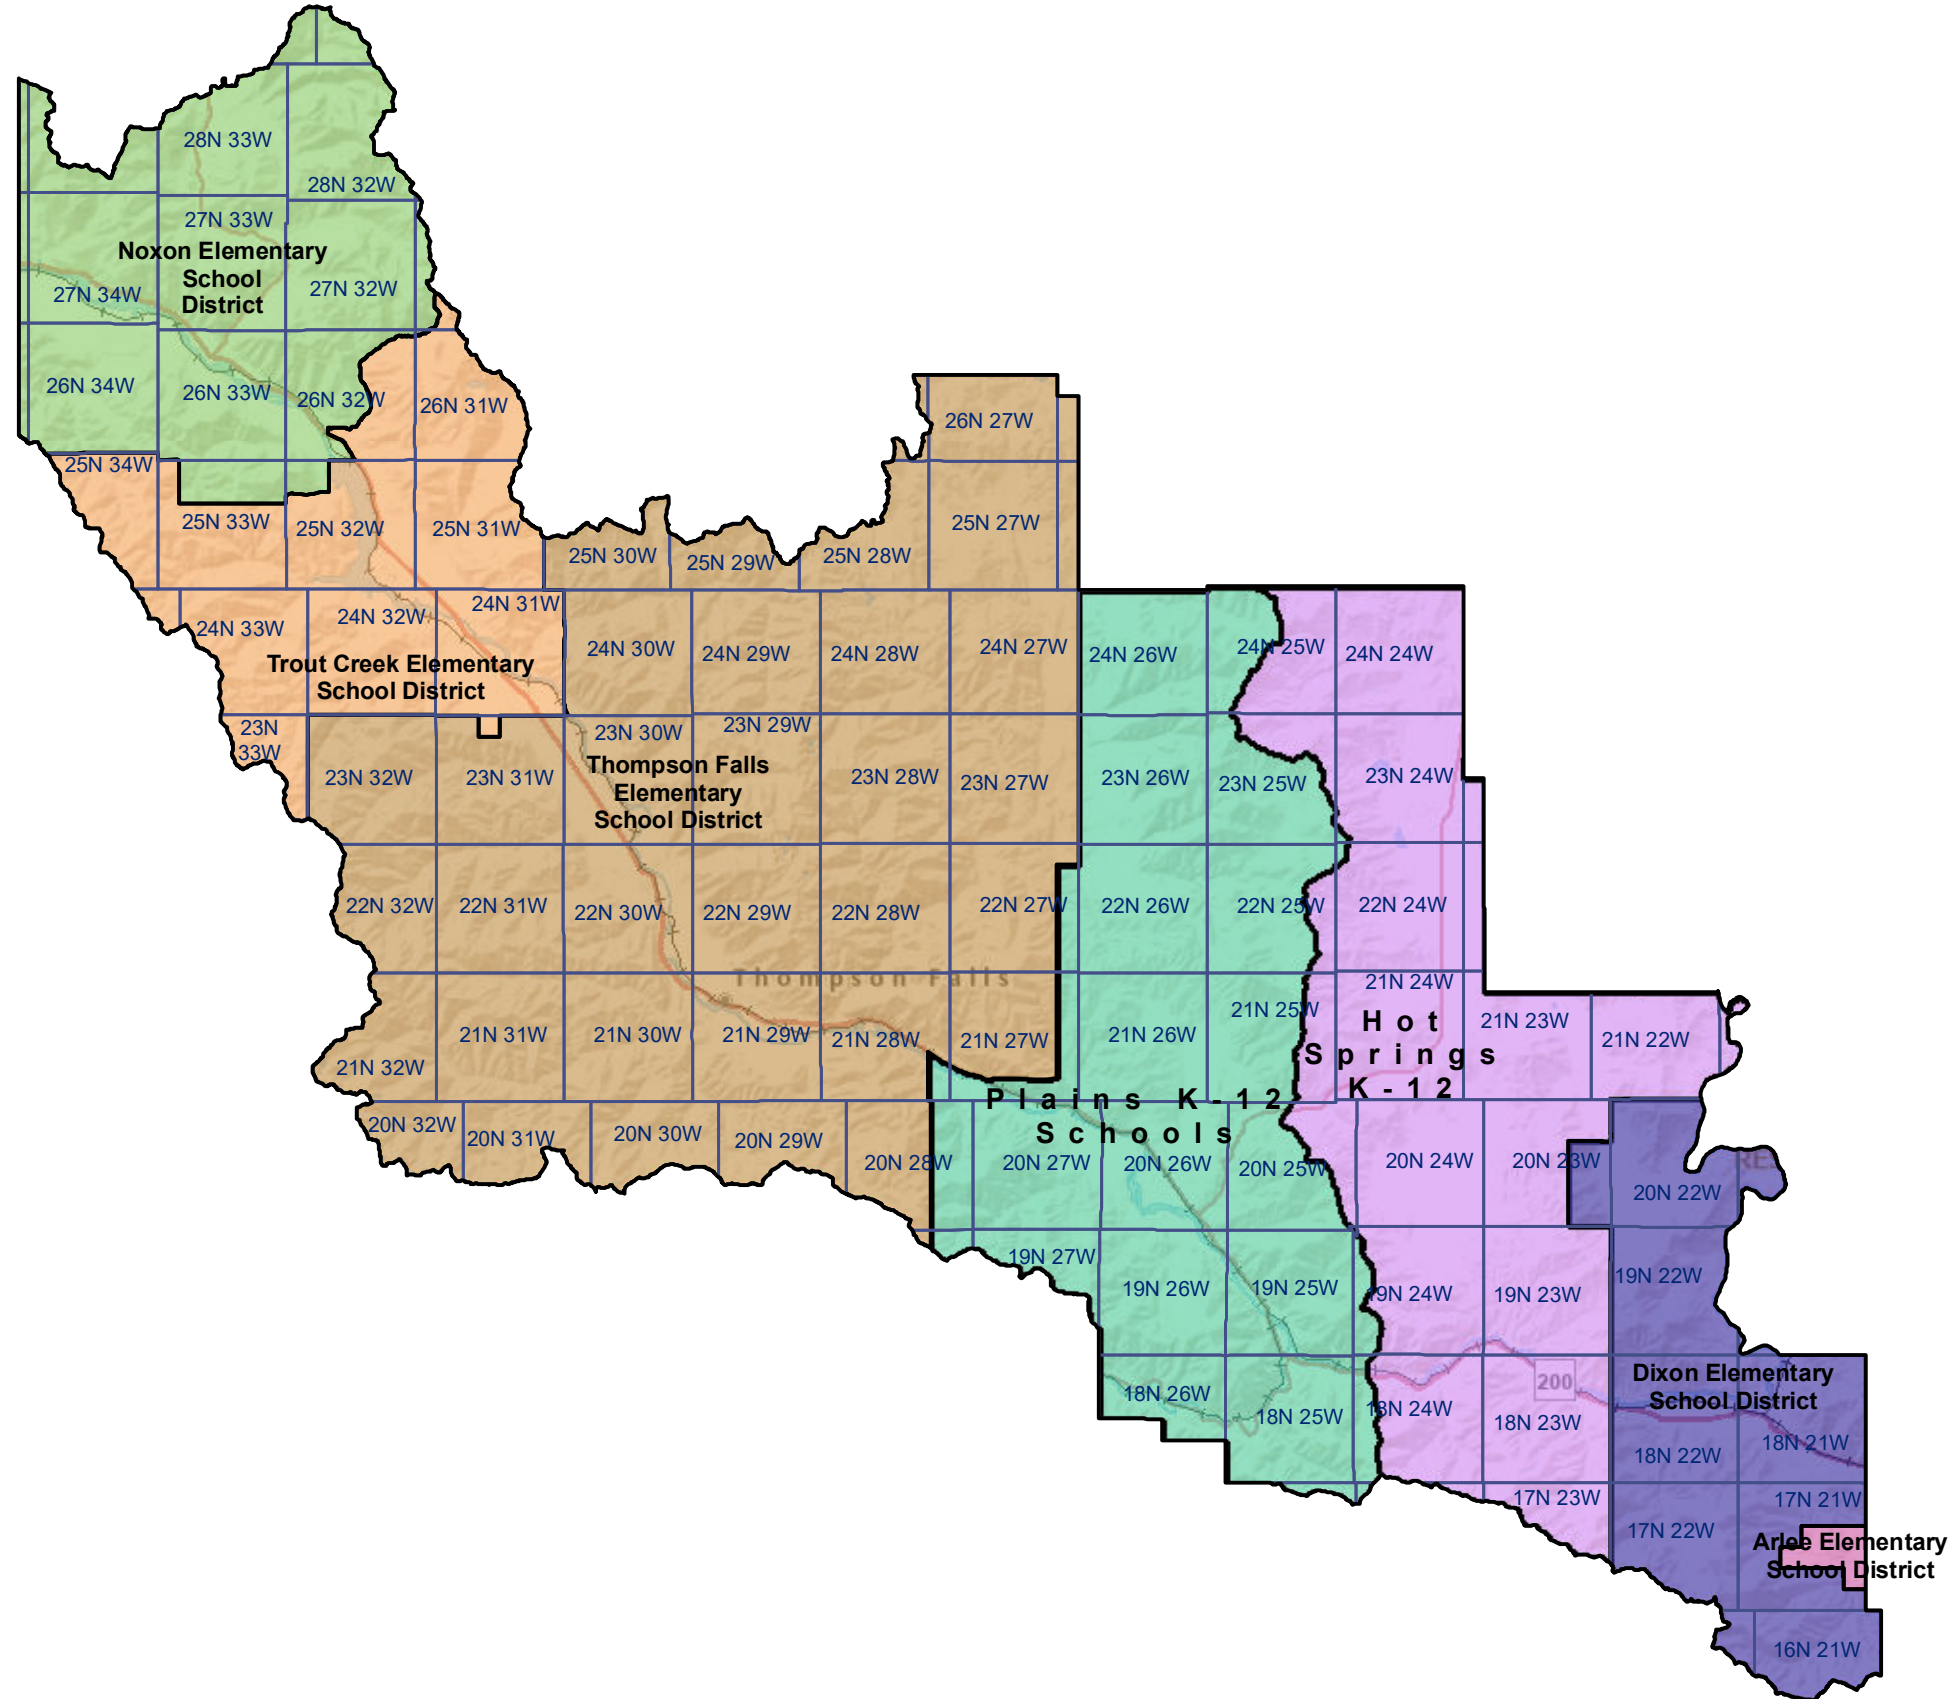 28N 33W
28N 32W
27N 33W
Noxon Elementary
School
District
27N 34W
27N 32W
26N 34W
26N 33W
26N 32W
26N 31W
26N 27W
25N 34W
25N 33W
25N 32W
25N 31W
25N 30W
25N 29W
25N 28W
25N 27W
24N 33W
24N 32W
24N 31W
Trout Creek Elementary
School District
24N 30W
24N 29W
24N 28W
24N 27W
24N 26W
24N 25W
24N 24W
23N
33W
23N 32W
23N 31W
23N 30W
23N 29W
Thompson Falls
Elementary
School District
23N 28W
23N 27W
23N 26W
23N 25W
23N 24W
22N 32W
22N 31W
22N 30W
22N 29W
22N 28W
22N 27W
22N 26W
22N 25W
22N 24W
Thompson Falls
21N 32W
21N 31W
21N 30W
21N 29W
21N 28W
21N 27W
21N 26W
21N 25W
21N 24W
Hot
Springs
K-12
21N 23W
21N 22W
Plains K-12
Schools
20N 32W
20N 31W
20N 30W
20N 29W
20N 28W
20N 27W
20N 26W
20N 25W
20N 24W
20N 23W
20N 22W
RES
19N 27W
19N 26W
19N 25W
19N 24W
19N 23W
19N 22W
18N 26W
18N 25W
18N 24W
200
18N 23W
Dixon Elementary
School District
18N 22W
18N 21W
17N 23W
17N 22W
17N 21W
Arlee Elementary
School District
16N 21W